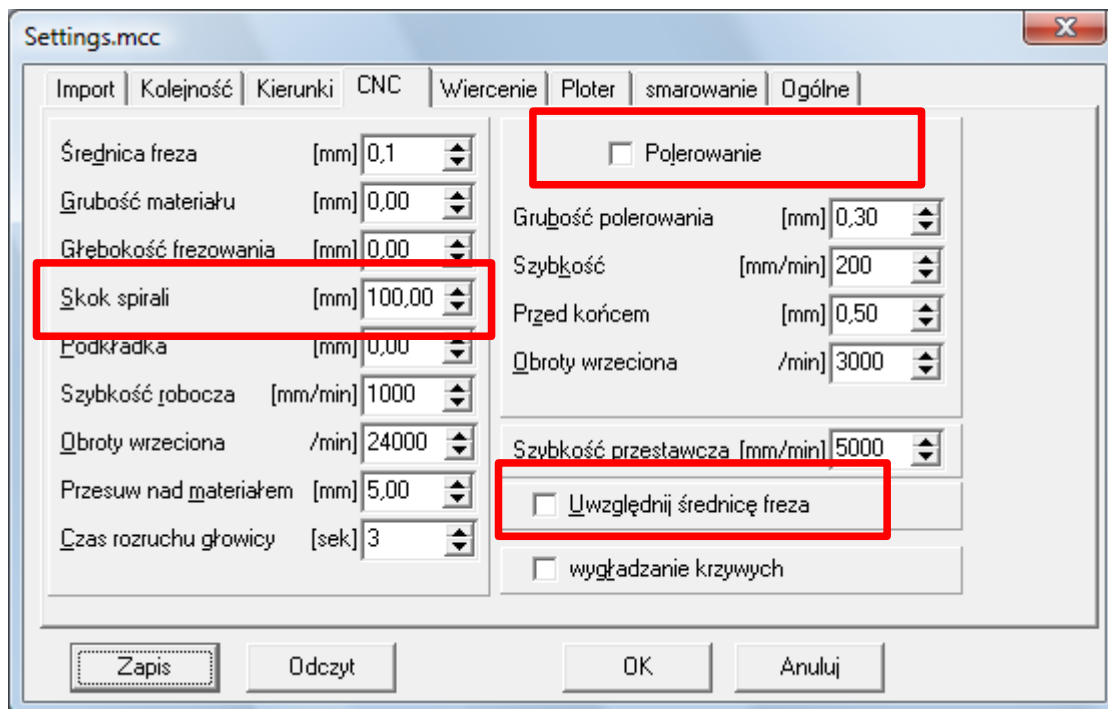 Settings.mcc
Import Kolejność Kierunki CNC Wiercenie Ploter smarowanie Ogólne
Średnica freza [mm] 0,1
Grubość materiału [mm] 0,00
Głębokość frezowania [mm] 0,00
Skok spirali [mm] 100,00
Podkładka [mm] 0,00
Szybkość robocza [mm/min] 1000
Obroty wrzeciona /min] 24000
Przesuw nad materiałem [mm] 5,00
Czas rozruchu głowicy [sek] 3
Polerowanie
Grubość polerowania [mm] 0,30
Szybkość [mm/min] 200
Przed końcem [mm] 0,50
Obroty wrzeciona /min] 3000
Szybkość przestawcza [mm/min] 5000
Uwzględnij średnicę freza
wygładzanie krzywych
Zapis Odczyt OK Anuluj